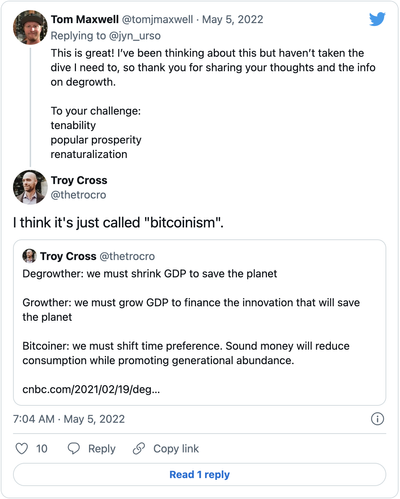 Tom Maxwell @tomjmaxwell · May 5, 2022
Replying to @jyn_urso
This is great! I've been thinking about this but haven't taken the
dive I need to, so thank you for sharing your thoughts and the info
on degrowth.
To your challenge:
tenability
popular prosperity
renaturalization
Troy Cross
@thetrocro
I think it's just called "bitcoinism".
Troy Cross @thetrocro
Degrowther: we must shrink GDP to save the planet
Growther: we must grow GDP to finance the innovation that will save
the planet
Bitcoiner: we must shift time preference. Sound money will reduce
consumption while promoting generational abundance.
cnbc.com/2021/02/19/deg...
7:04 AM · May 5, 2022
10 Reply Copy link
Read 1 reply